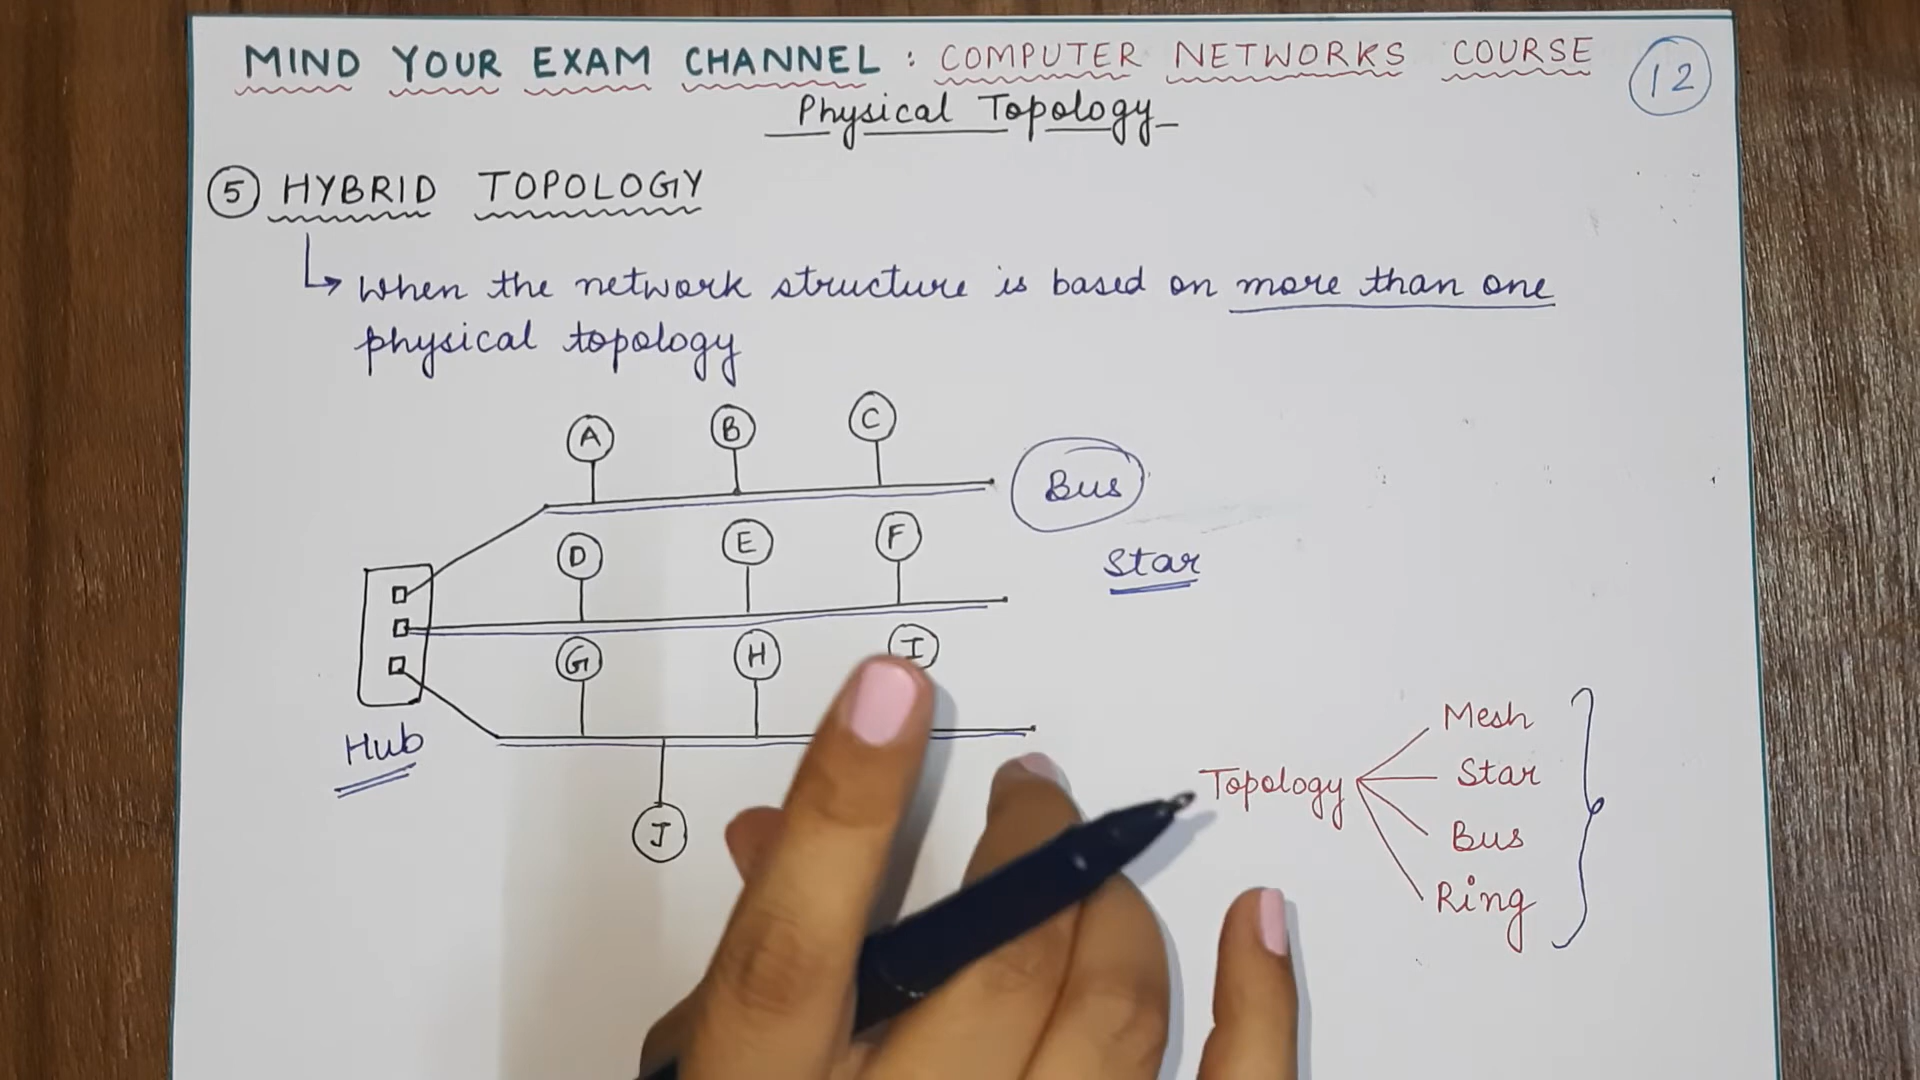 MIND YOUR EXAM CHANNEL : COMPUTER NETWORKS COURSE
12
Physical Topology
5 HYBRID TOPOLOGY
When the network structure is based on more than one
physical topology
A B C
Bus
D E F
Star
G H I
Hub
J
Topology
Mesh
Star
Bus
Ring